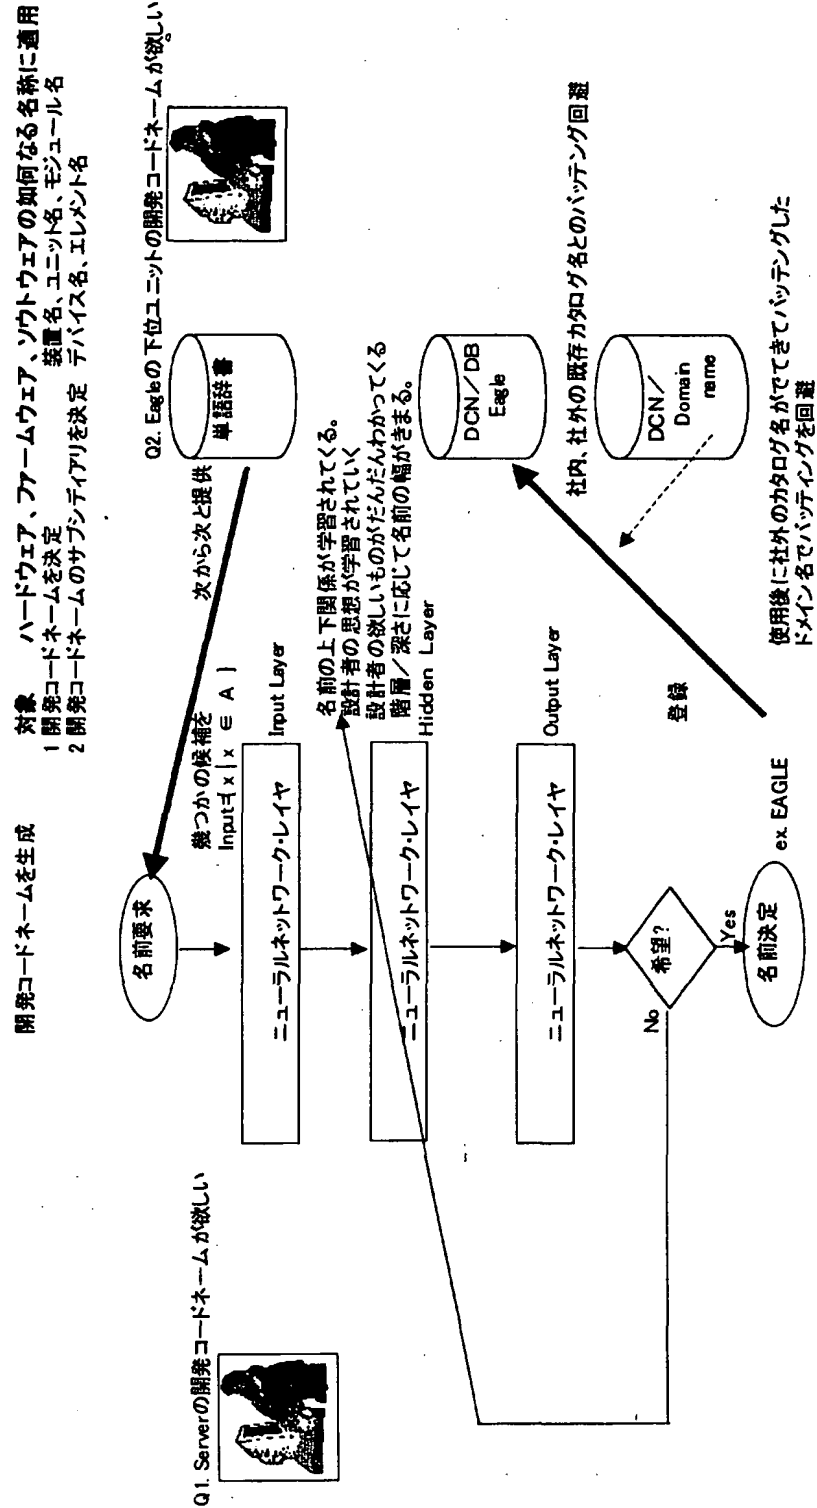 対象 ハードウェア、ファームウェア、ソウトウェアの如何なる名称に適用
1 開発コードネームを決定 装置名、ユニット名、モジュール名
2 開発コードネームのサブシディアリを決定 デバイス名、エレメント名
開発コードネームを生成
Q1. Serverの開発コードネームが欲しい
Q2. Eagleの下位ユニットの開発コードネームが欲しい。
名前要求
次から次と提供
単語辞書
幾つかの候補を
Input={ x | x ∈ A }
ニューラルネットワーク・レイヤ
Input Layer
名前の上下関係が学習されてくる。
設計者の思想が学習されていく
設計者の欲しいものがだんだんわかってくる
階層/深さに応じて名前の幅がきまる。
ニューラルネットワーク・レイヤ
Hidden Layer
DCN/DB
Eagle
ニューラルネットワーク・レイヤ
Output Layer
社内、社外の既存カタログ名とのバッテング回避
DCN/
Domain
name
希望?
No
Yes
登録
名前決定
ex. EAGLE
使用後に社外のカタログ名がでてきてバッテングした
ドメイン名でバッティングを回避